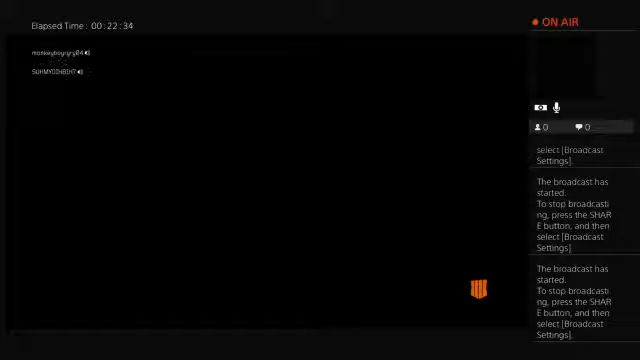 Elapsed Time : 00:22:34
ON AIR
0
0
select [Broadcast
Settings].
The broadcast has
started.
To stop broadcasti
ng, press the SHAR
E button, and then
select [Broadcast
Settings].
The broadcast has
started.
To stop broadcasti
ng, press the SHAR
E button, and then
select [Broadcast
Settings].